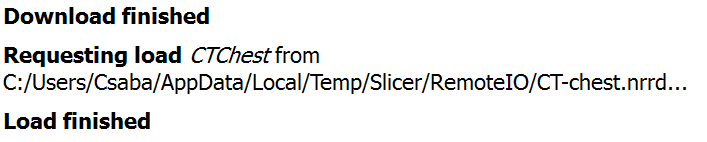 Download finished
Requesting load CTChest from
C:/Users/Csaba/AppData/Local/Temp/Slicer/RemoteIO/CT-chest.nrrd...
Load finished